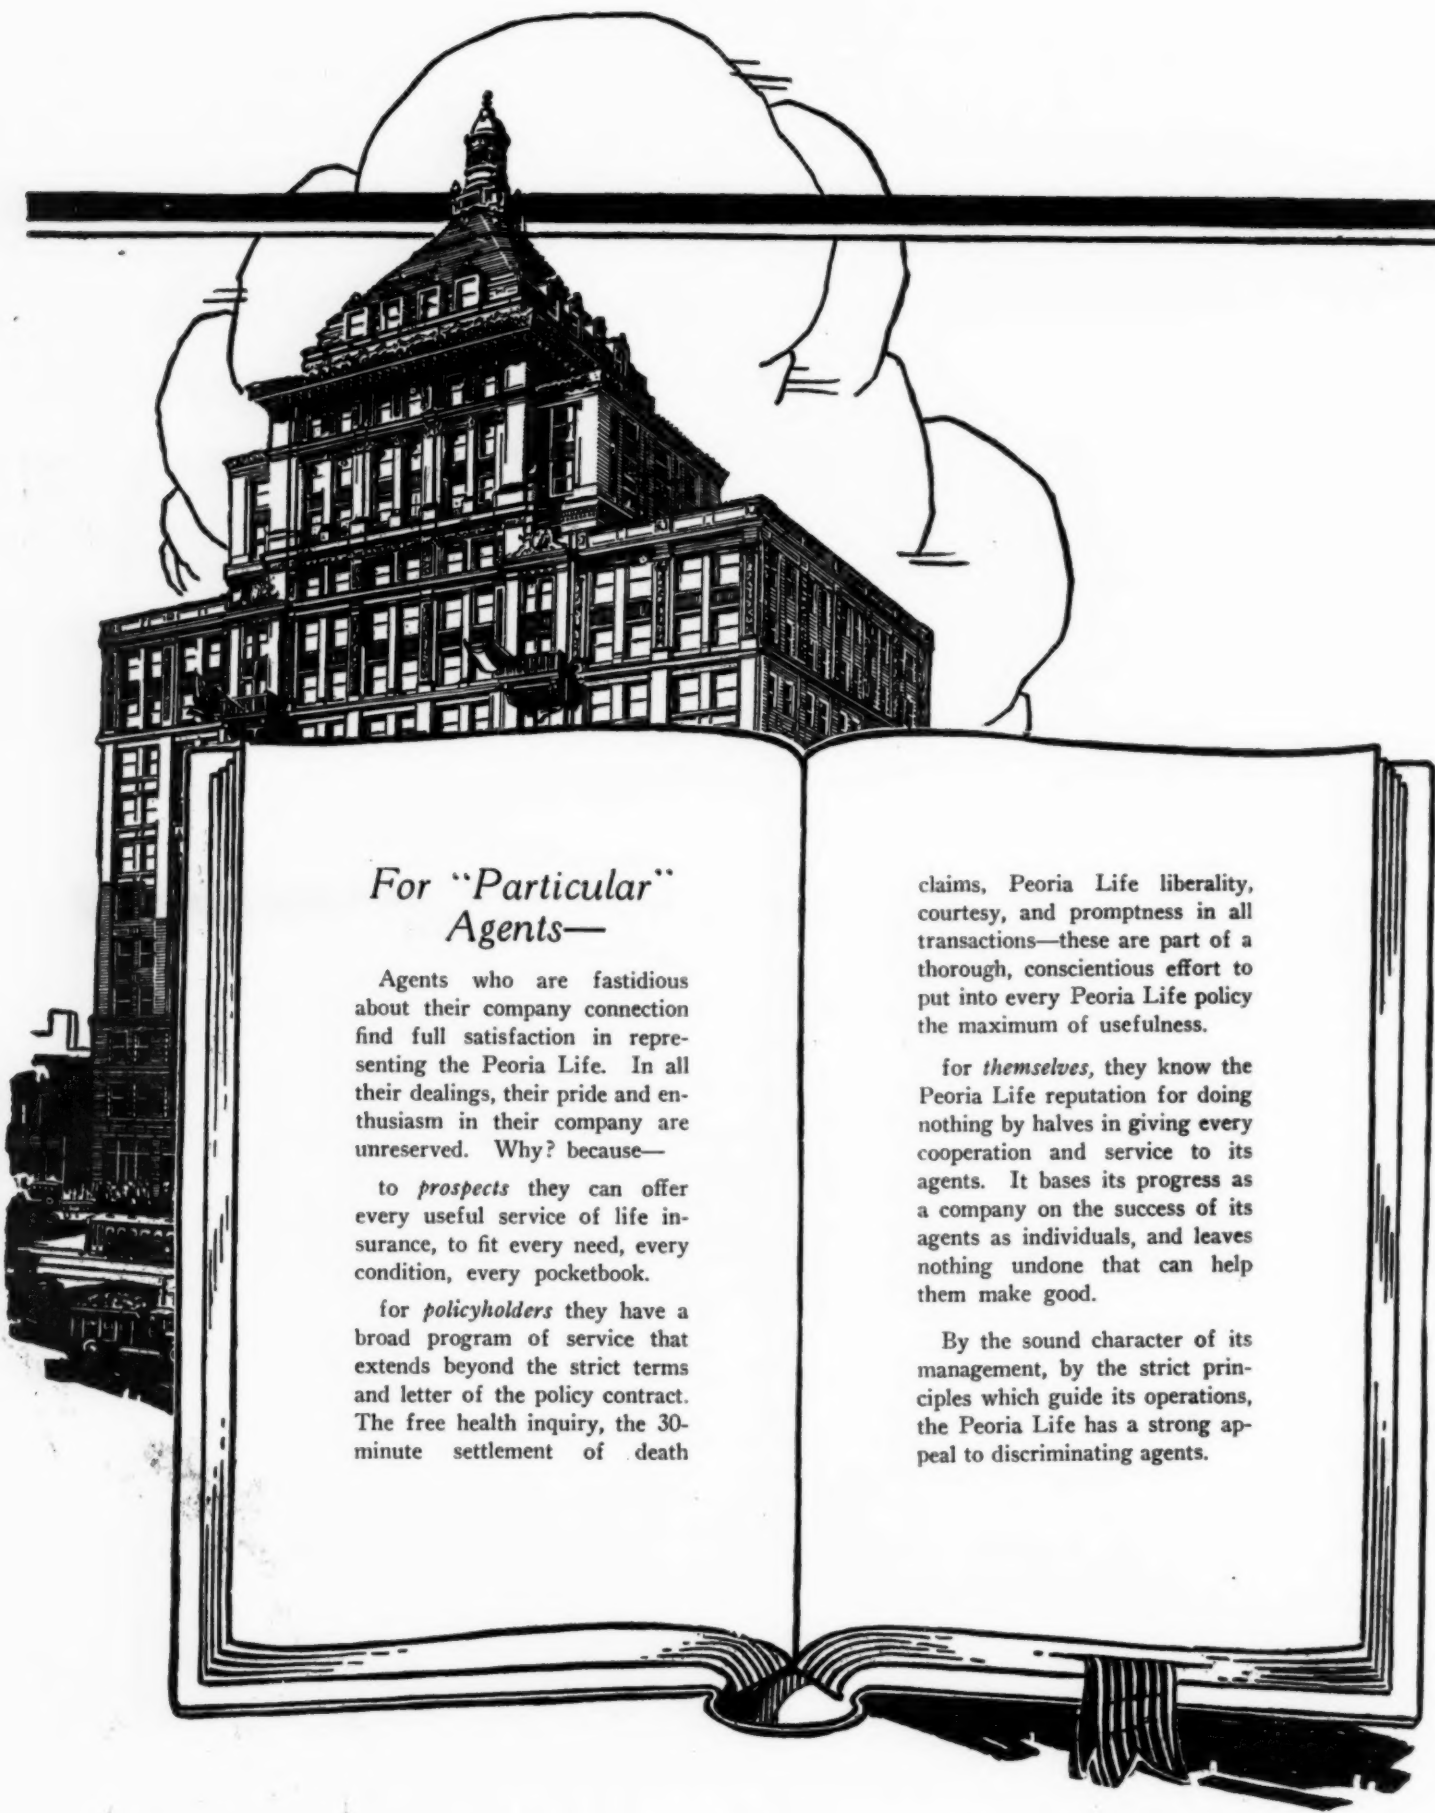 For "Particular"
Agents—
Agents who are fastidious
about their company connection
find full satisfaction in repre-
senting the Peoria Life. In all
their dealings, their pride and en-
thusiasm in their company are
unreserved. Why? because—
to prospects they can offer
every useful service of life in-
surance, to fit every need, every
condition, every pocketbook.
for policyholders they have a
broad program of service that
extends beyond the strict terms
and letter of the policy contract.
The free health inquiry, the 30-
minute settlement of death
claims, Peoria Life liberality,
courtesy, and promptness in all
transactions—these are part of a
thorough, conscientious effort to
put into every Peoria Life policy
the maximum of usefulness.
for themselves, they know the
Peoria Life reputation for doing
nothing by halves in giving every
cooperation and service to its
agents. It bases its progress as
a company on the success of its
agents as individuals, and leaves
nothing undone that can help
them make good.
By the sound character of its
management, by the strict prin-
ciples which guide its operations,
the Peoria Life has a strong ap-
peal to discriminating agents.